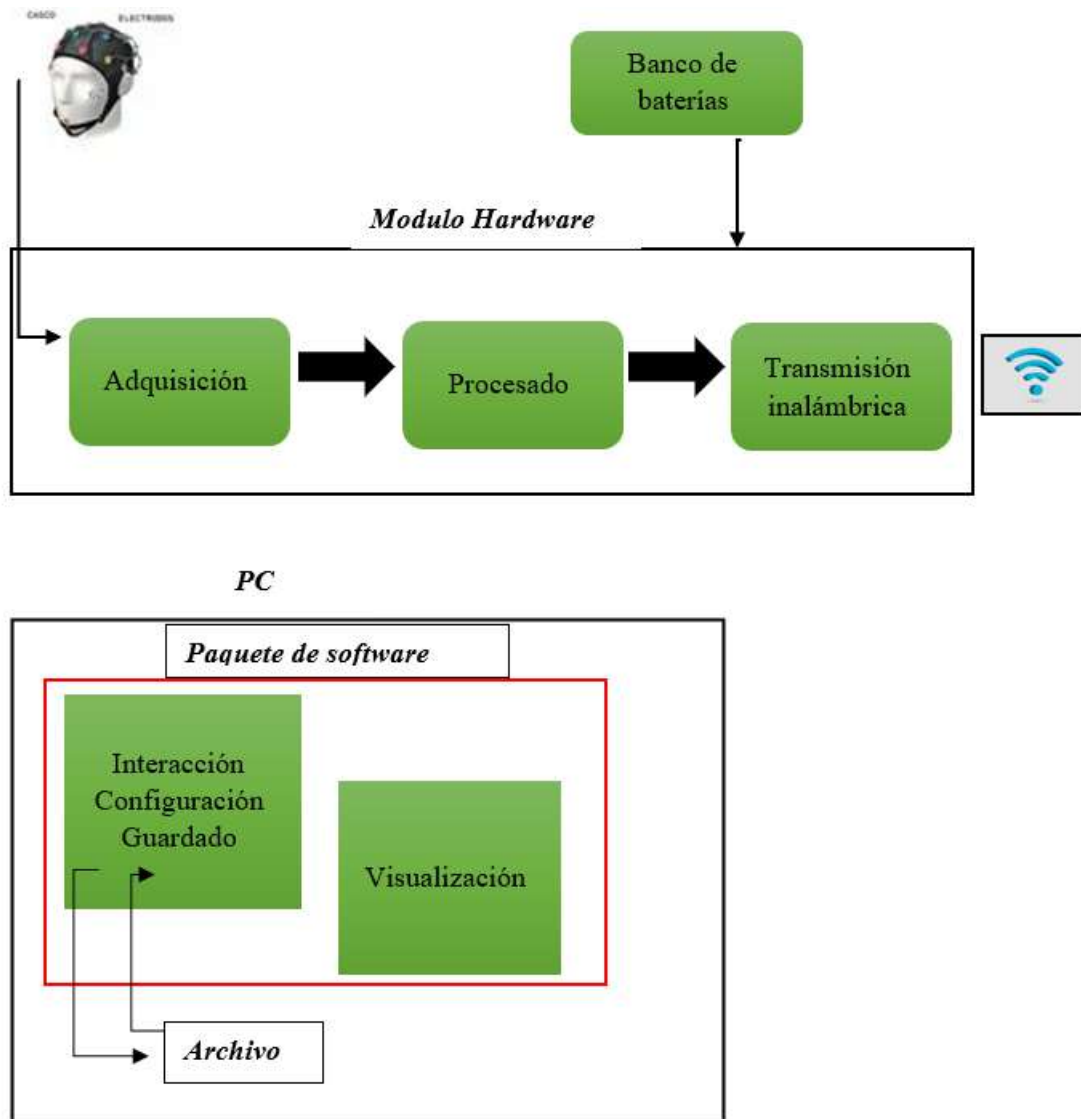 CASCO
ELECTRODOS
Banco de
baterías
Modulo Hardware
Adquisición
Procesado
Transmisión
inalámbrica
PC
Paquete de software
Interacción
Configuración
Guardado
Visualización
Archivo